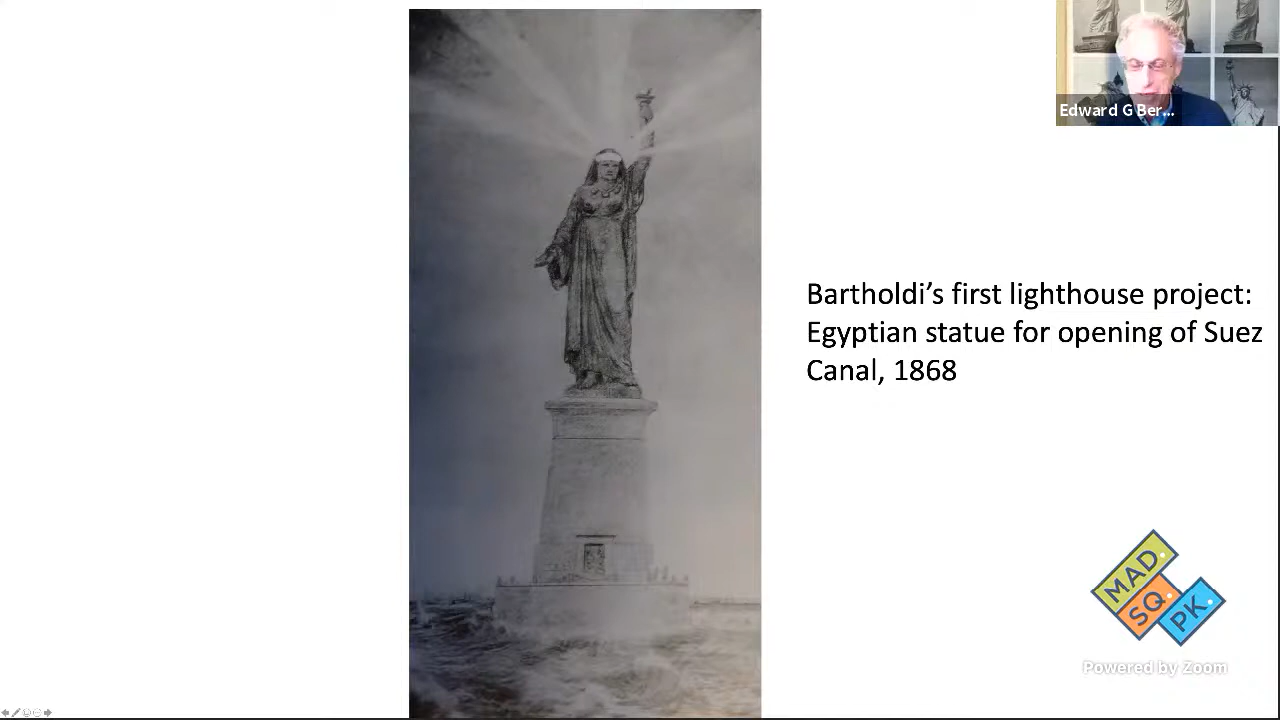 Edward G Ber...
Bartholdi’s first lighthouse project:
Egyptian statue for opening of Suez
Canal, 1868
MAD.
SQ.
PK.
Powered by Zoom